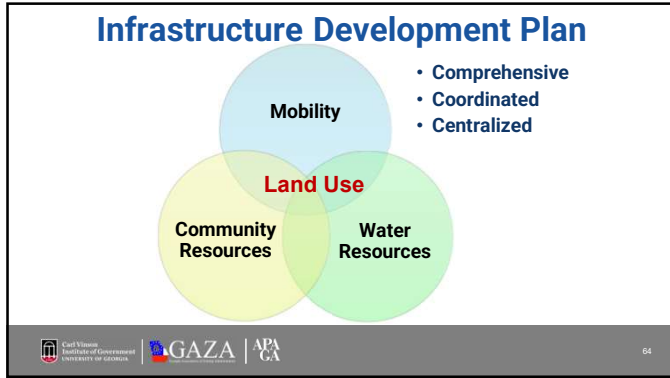 Infrastructure Development Plan
• Comprehensive
• Coordinated
• Centralized
Mobility
Land Use
Community
Resources
Water
Resources
Carl Vinson
Institute of Government
UNIVERSITY OF GEORGIA
GAZA
APA
GA
64